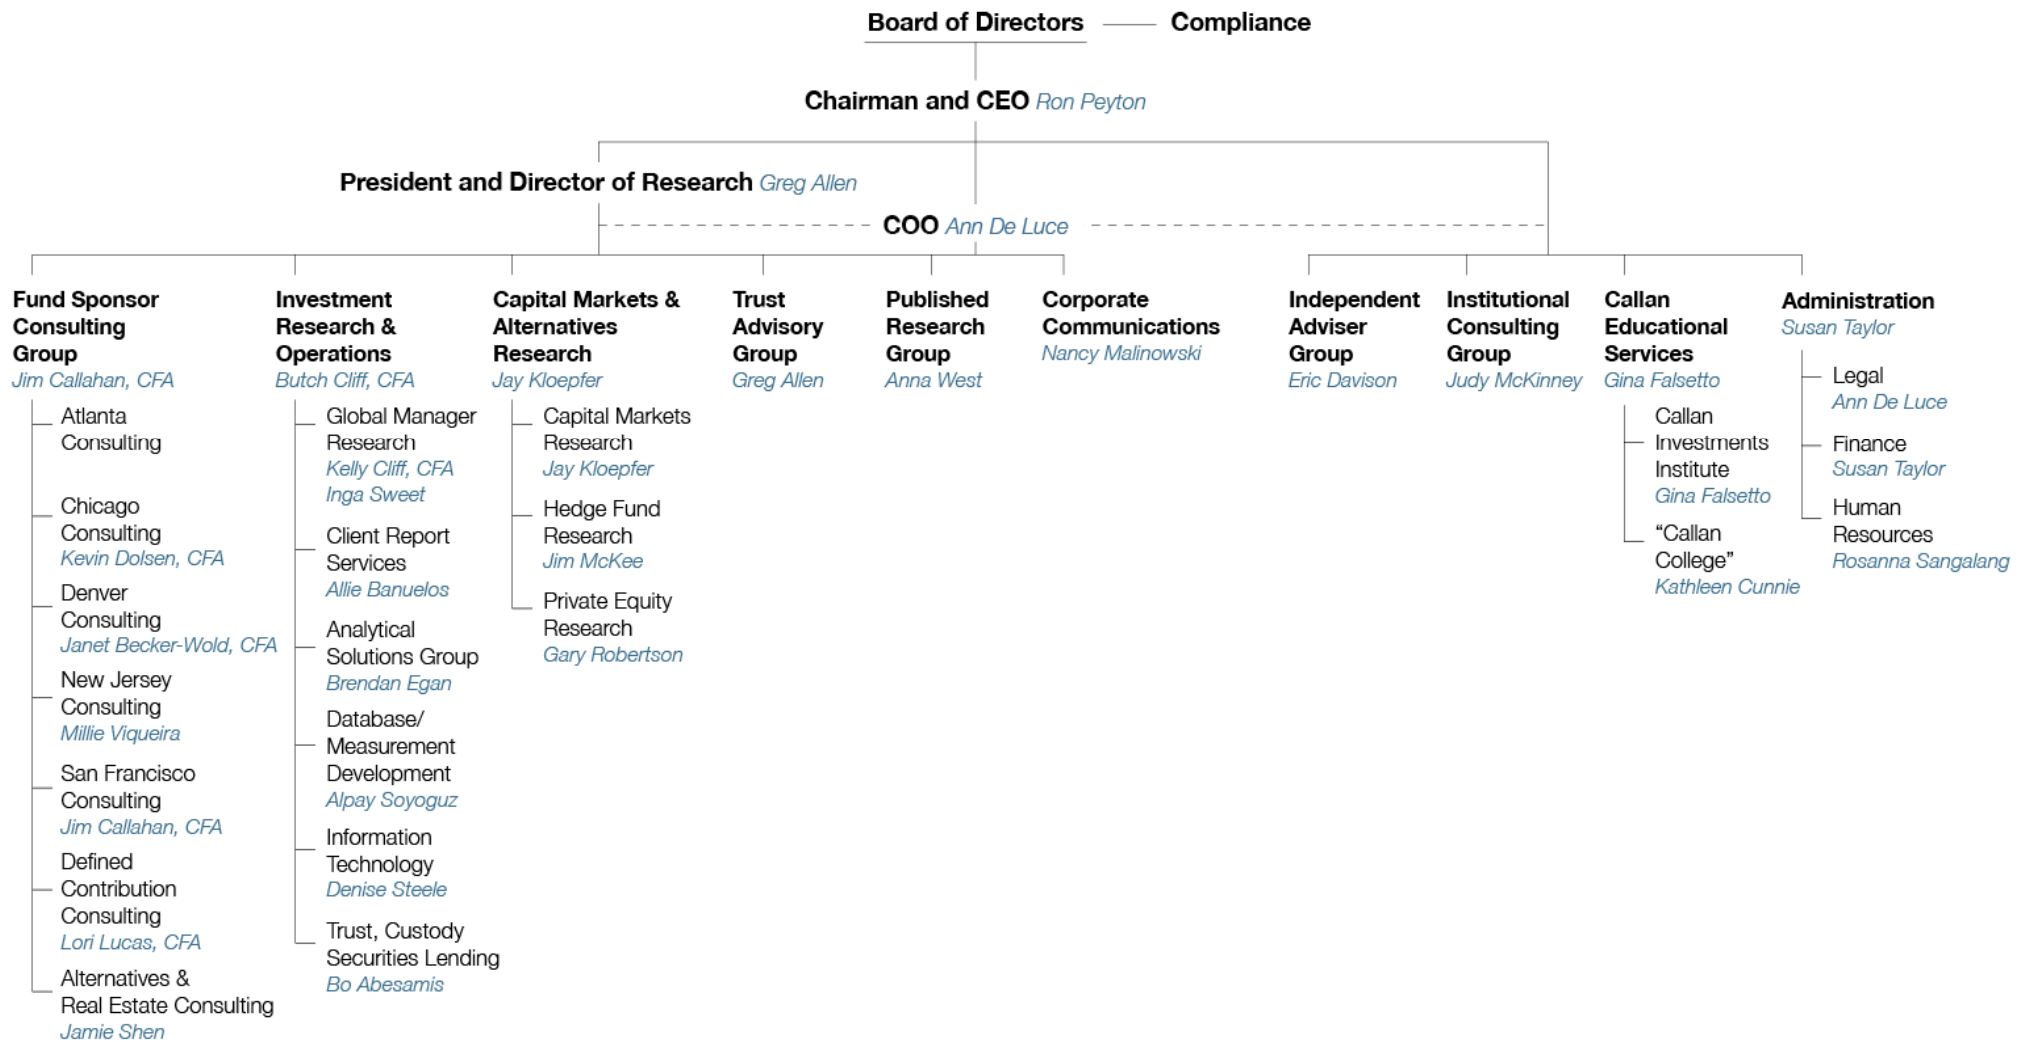 Board of Directors
Compliance
Chairman and CEO Ron Peyton
President and Director of Research Greg Allen
COO Ann De Luce
Fund Sponsor
Consulting
Group
Jim Callahan, CFA
Atlanta
Consulting
Chicago
Consulting
Kevin Dolsen, CFA
Denver
Consulting
Janet Becker-Wold, CFA
New Jersey
Consulting
Millie Viqueira
San Francisco
Consulting
Jim Callahan, CFA
Defined
Contribution
Consulting
Lori Lucas, CFA
Alternatives &
Real Estate Consulting
Jamie Shen
Investment
Research &
Operations
Butch Cliff, CFA
Global Manager
Research
Kelly Cliff, CFA
Inga Sweet
Client Report
Services
Allie Banuelos
Analytical
Solutions Group
Brendan Egan
Database/
Measurement
Development
Alpay Soyoguz
Information
Technology
Denise Steele
Trust, Custody
Securities Lending
Bo Abesamis
Capital Markets &
Alternatives
Research
Jay Kloepfer
Capital Markets
Research
Jay Kloepfer
Hedge Fund
Research
Jim McKee
Private Equity
Research
Gary Robertson
Trust
Advisory
Group
Greg Allen
Published
Research
Group
Anna West
Corporate
Communications
Nancy Malinowski
Independent
Adviser
Group
Eric Davison
Institutional
Consulting
Group
Judy McKinney
Callan
Educational
Services
Gina Falsetto
Callan
Investments
Institute
Gina Falsetto
“Callan
College”
Kathleen Cunnie
Administration
Susan Taylor
Legal
Ann De Luce
Finance
Susan Taylor
Human
Resources
Rosanna Sangalang